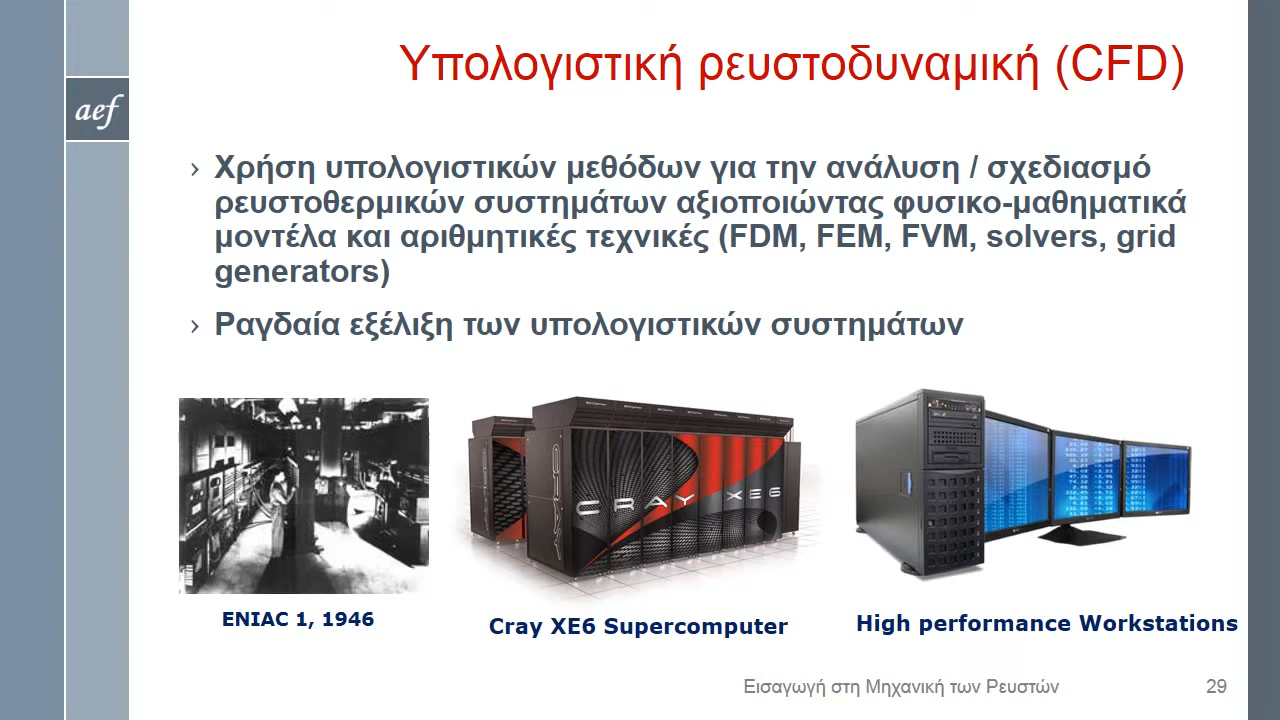 Υπολογιστική ρευστοδυναμική (CFD)
aef
› Χρήση υπολογιστικών μεθόδων για την ανάλυση / σχεδιασμό
ρευστοθερμικών συστημάτων αξιοποιώντας φυσικο-μαθηματικά
μοντέλα και αριθμητικές τεχνικές (FDM, FEM, FVM, solvers, grid
generators)
› Ραγδαία εξέλιξη των υπολογιστικών συστημάτων
CRAY XE6
ENIAC 1, 1946
Cray XE6 Supercomputer
High performance Workstations
Εισαγωγή στη Μηχανική των Ρευστών
29